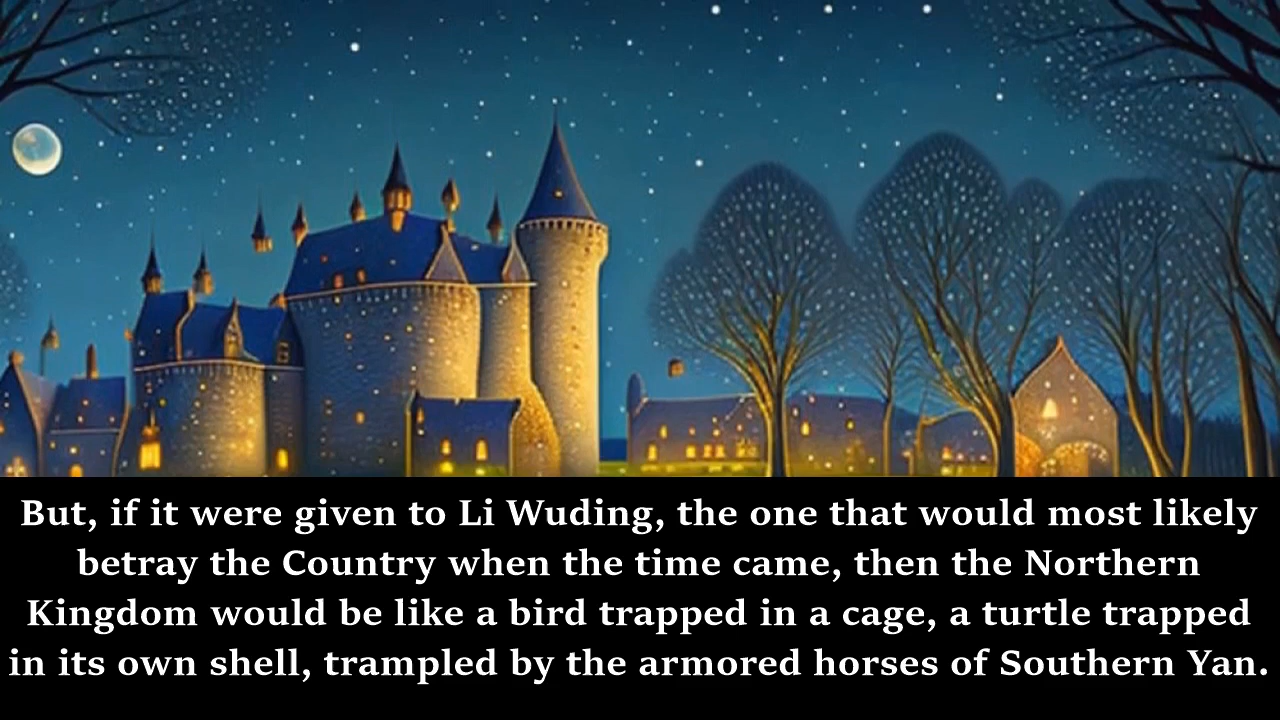 But, if it were given to Li Wuding, the one that would most likely
betray the Country when the time came, then the Northern
Kingdom would be like a bird trapped in a cage, a turtle trapped
in its own shell, trampled by the armored horses of Southern Yan.